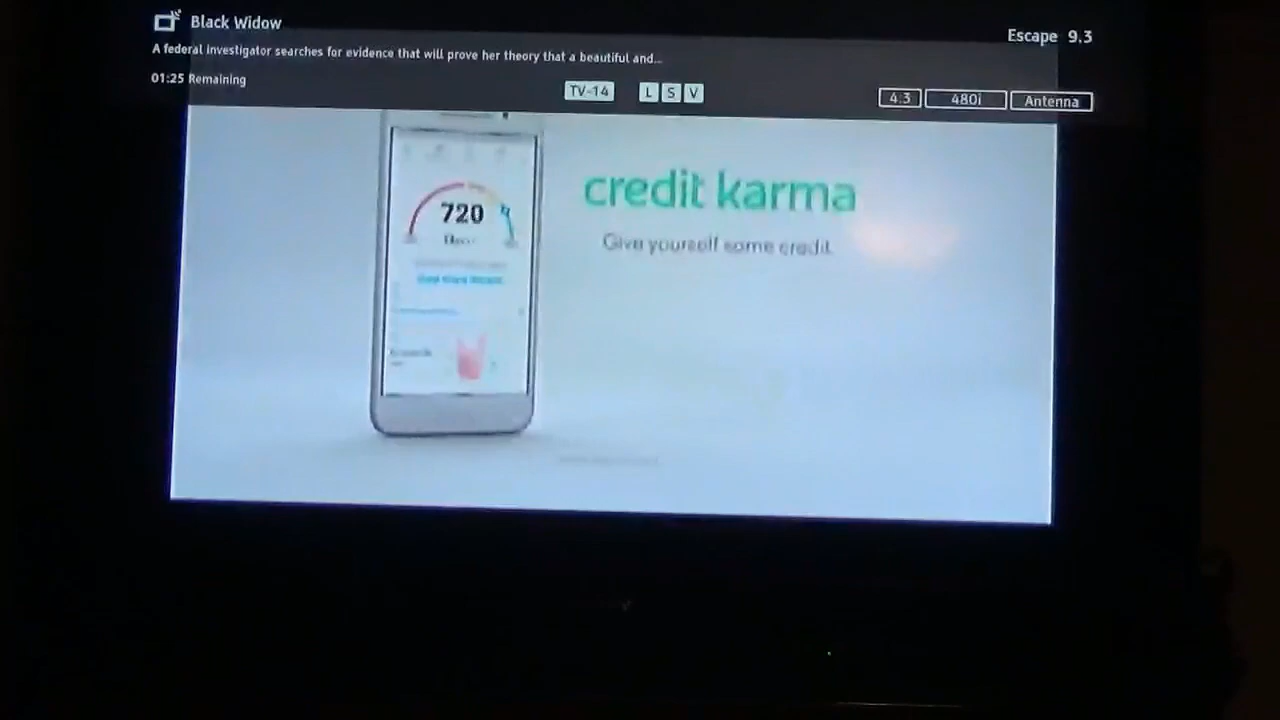 Black Widow
Escape 9.3
A federal investigator searches for evidence that will prove her theory that a beautiful and...
01:25 Remaining
TV-14 L S V
4:3 480i Antenna
credit karma
720
Give yourself some credit.